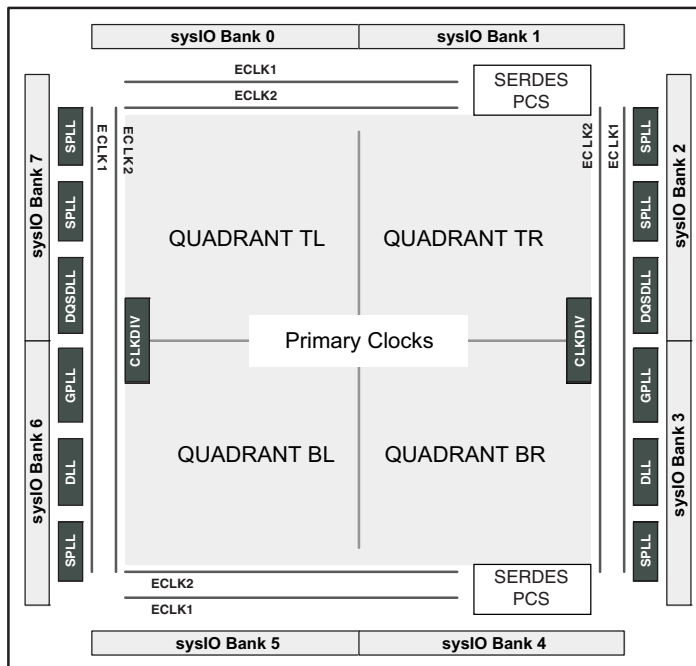 sysIO Bank 0
sysIO Bank 1
ECLK1
ECLK2
SERDES
PCS
sysIO Bank 7
SPLL
SPLL
DQSDLL
ECLK1
ECLK2
QUADRANT TL
QUADRANT TR
ECLK2
ECLK1
SPLL
SPLL
DQSDLL
sysIO Bank 2
CLKDIV
Primary Clocks
CLKDIV
sysIO Bank 6
GPLL
DLL
SPLL
QUADRANT BL
QUADRANT BR
GPLL
DLL
SPLL
sysIO Bank 3
ECLK2
ECLK1
SERDES
PCS
sysIO Bank 5
sysIO Bank 4